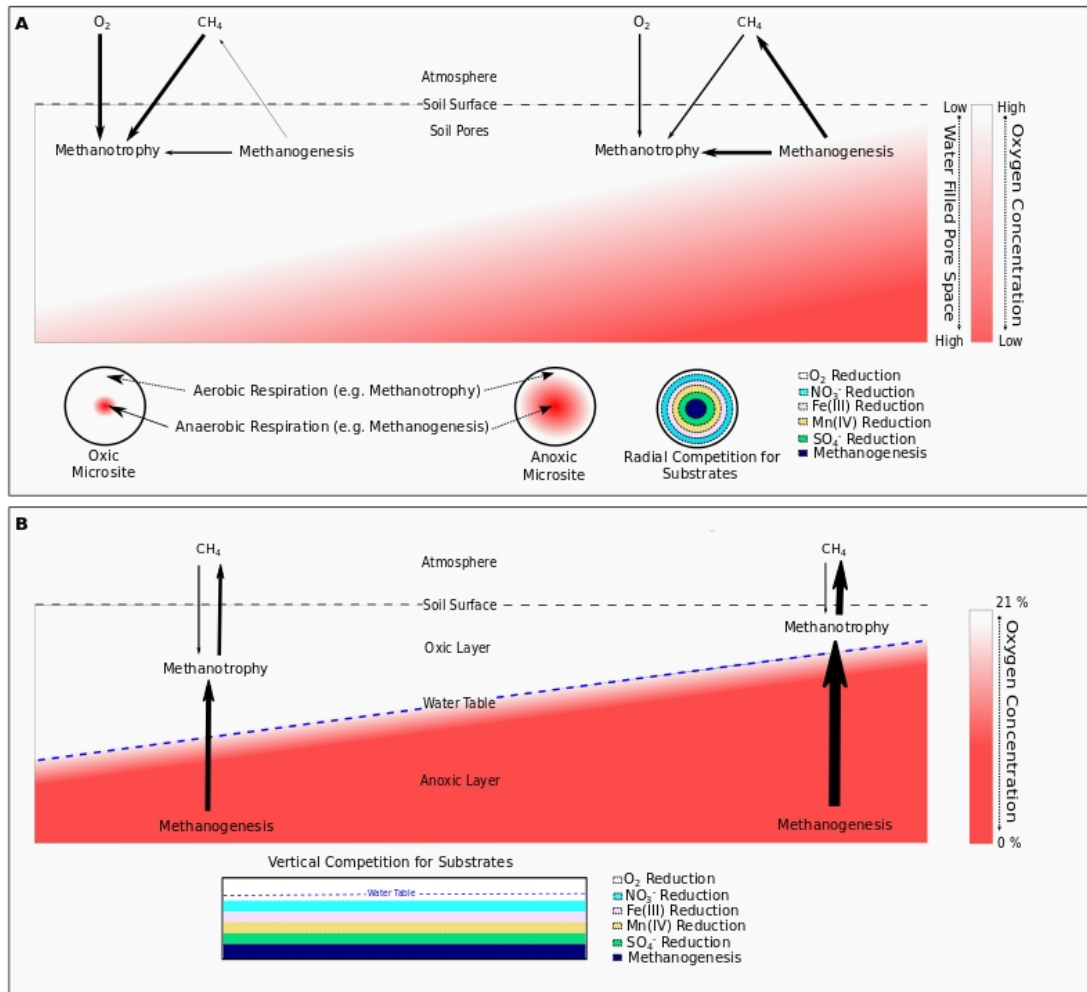 A
O₂
CH₄
O₂
CH₄
Atmosphere
Soil Surface
Soil Pores
Methanotrophy
Methanogenesis
Methanotrophy
Methanogenesis
Low
High
Water Filled Pore Space
Oxygen Concentration
High
Low
Aerobic Respiration (e.g. Methanotrophy)
Anaerobic Respiration (e.g. Methanogenesis)
Oxic
Microsite
Anoxic
Microsite
Radial Competition for
Substrates
O₂ Reduction
NO₃⁻ Reduction
Fe(III) Reduction
Mn(IV) Reduction
SO₄⁻ Reduction
Methanogenesis
B
CH₄
CH₄
Atmosphere
Soil Surface
Oxic Layer
Water Table
Anoxic Layer
Methanotrophy
Methanotrophy
Methanogenesis
Methanogenesis
21 %
Oxygen Concentration
0 %
Vertical Competition for Substrates
Water Table
O₂ Reduction
NO₃⁻ Reduction
Fe(III) Reduction
Mn(IV) Reduction
SO₄⁻ Reduction
Methanogenesis